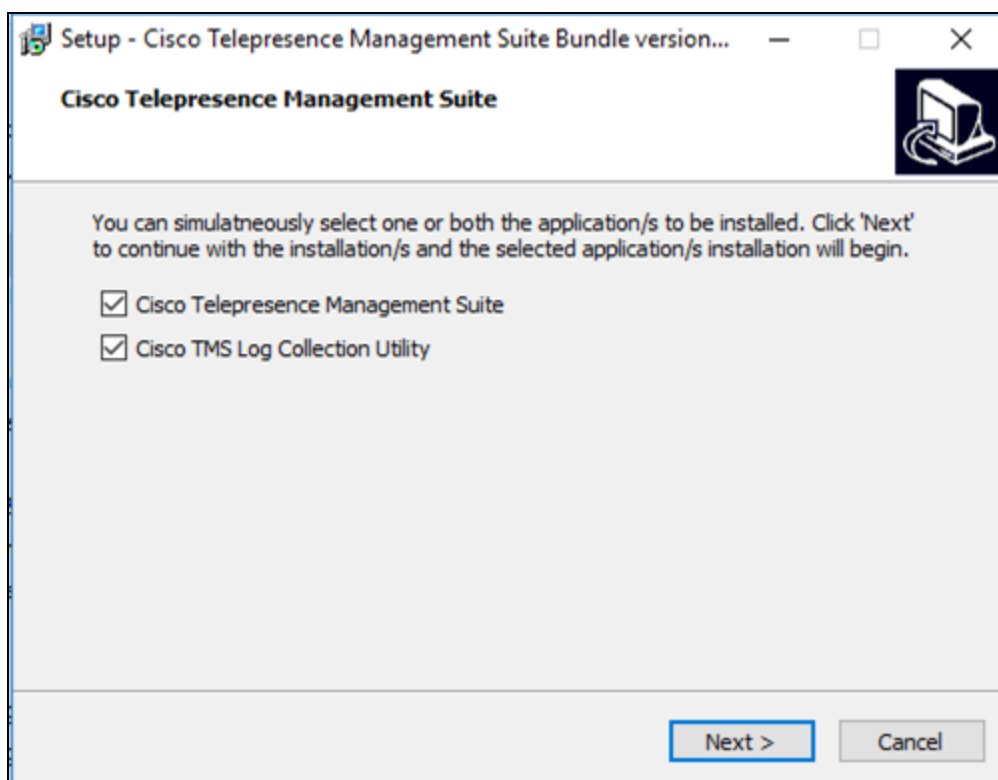 Setup - Cisco Telepresence Management Suite Bundle version...
Cisco Telepresence Management Suite
You can simulatneously select one or both the application/s to be installed. Click 'Next'
to continue with the installation/s and the selected application/s installation will begin.
Cisco Telepresence Management Suite
Cisco TMS Log Collection Utility
Next >
Cancel